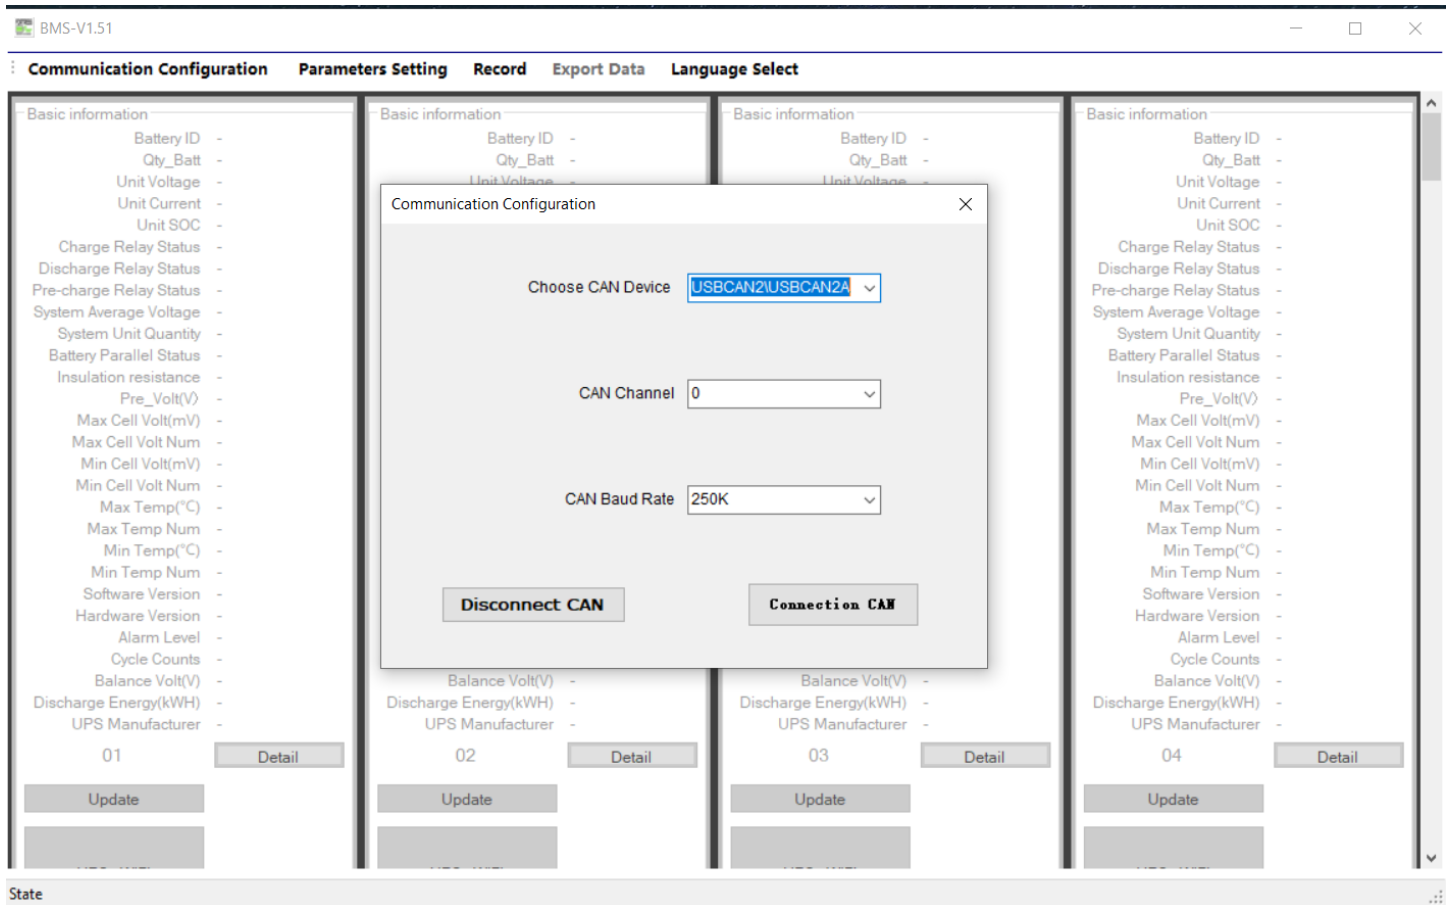 BMS-V1.51
Communication Configuration Parameters Setting Record Export Data Language Select
Basic information
Battery ID -
Qty_Batt -
Unit Voltage -
Unit Current -
Unit SOC -
Charge Relay Status -
Discharge Relay Status -
Pre-charge Relay Status -
System Average Voltage -
System Unit Quantity -
Battery Parallel Status -
Insulation resistance -
Pre_Volt(V) -
Max Cell Volt(mV) -
Max Cell Volt Num -
Min Cell Volt(mV) -
Min Cell Volt Num -
Max Temp(°C) -
Max Temp Num -
Min Temp(°C) -
Min Temp Num -
Software Version -
Hardware Version -
Alarm Level -
Cycle Counts -
Balance Volt(V) -
Discharge Energy(kWH) -
UPS Manufacturer -
01 Detail
Update
Basic information
Battery ID -
Qty_Batt -
Unit Voltage -
Balance Volt(V) -
Discharge Energy(kWH) -
UPS Manufacturer -
02 Detail
Update
Basic information
Battery ID -
Qty_Batt -
Unit Voltage -
Balance Volt(V) -
Discharge Energy(kWH) -
UPS Manufacturer -
03 Detail
Update
Basic information
Battery ID -
Qty_Batt -
Unit Voltage -
Unit Current -
Unit SOC -
Charge Relay Status -
Discharge Relay Status -
Pre-charge Relay Status -
System Average Voltage -
System Unit Quantity -
Battery Parallel Status -
Insulation resistance -
Pre_Volt(V) -
Max Cell Volt(mV) -
Max Cell Volt Num -
Min Cell Volt(mV) -
Min Cell Volt Num -
Max Temp(°C) -
Max Temp Num -
Min Temp(°C) -
Min Temp Num -
Software Version -
Hardware Version -
Alarm Level -
Cycle Counts -
Balance Volt(V) -
Discharge Energy(kWH) -
UPS Manufacturer -
04 Detail
Update
Communication Configuration
Choose CAN Device USBCAN2\USBCAN2A
CAN Channel 0
CAN Baud Rate 250K
Disconnect CAN Connection CAN
State